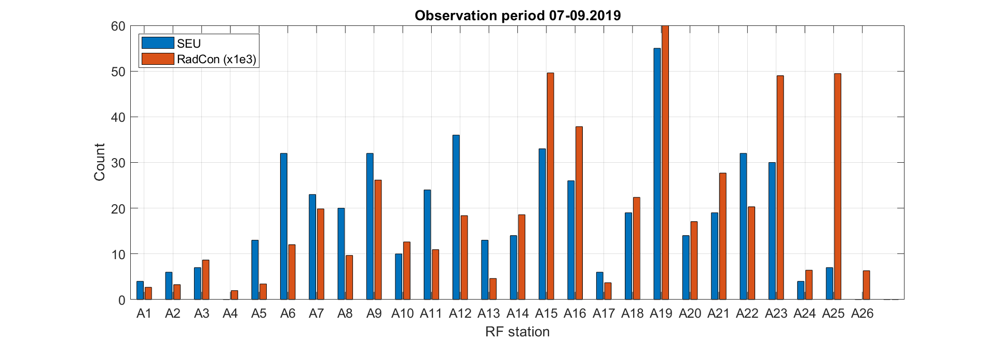 Observation period 07-09.2019
60
50
40
30
20
10
0
Count
SEU
RadCon (x1e3)
A1 A2 A3 A4 A5 A6 A7 A8 A9 A10 A11 A12 A13 A14 A15 A16 A17 A18 A19 A20 A21 A22 A23 A24 A25 A26
RF station